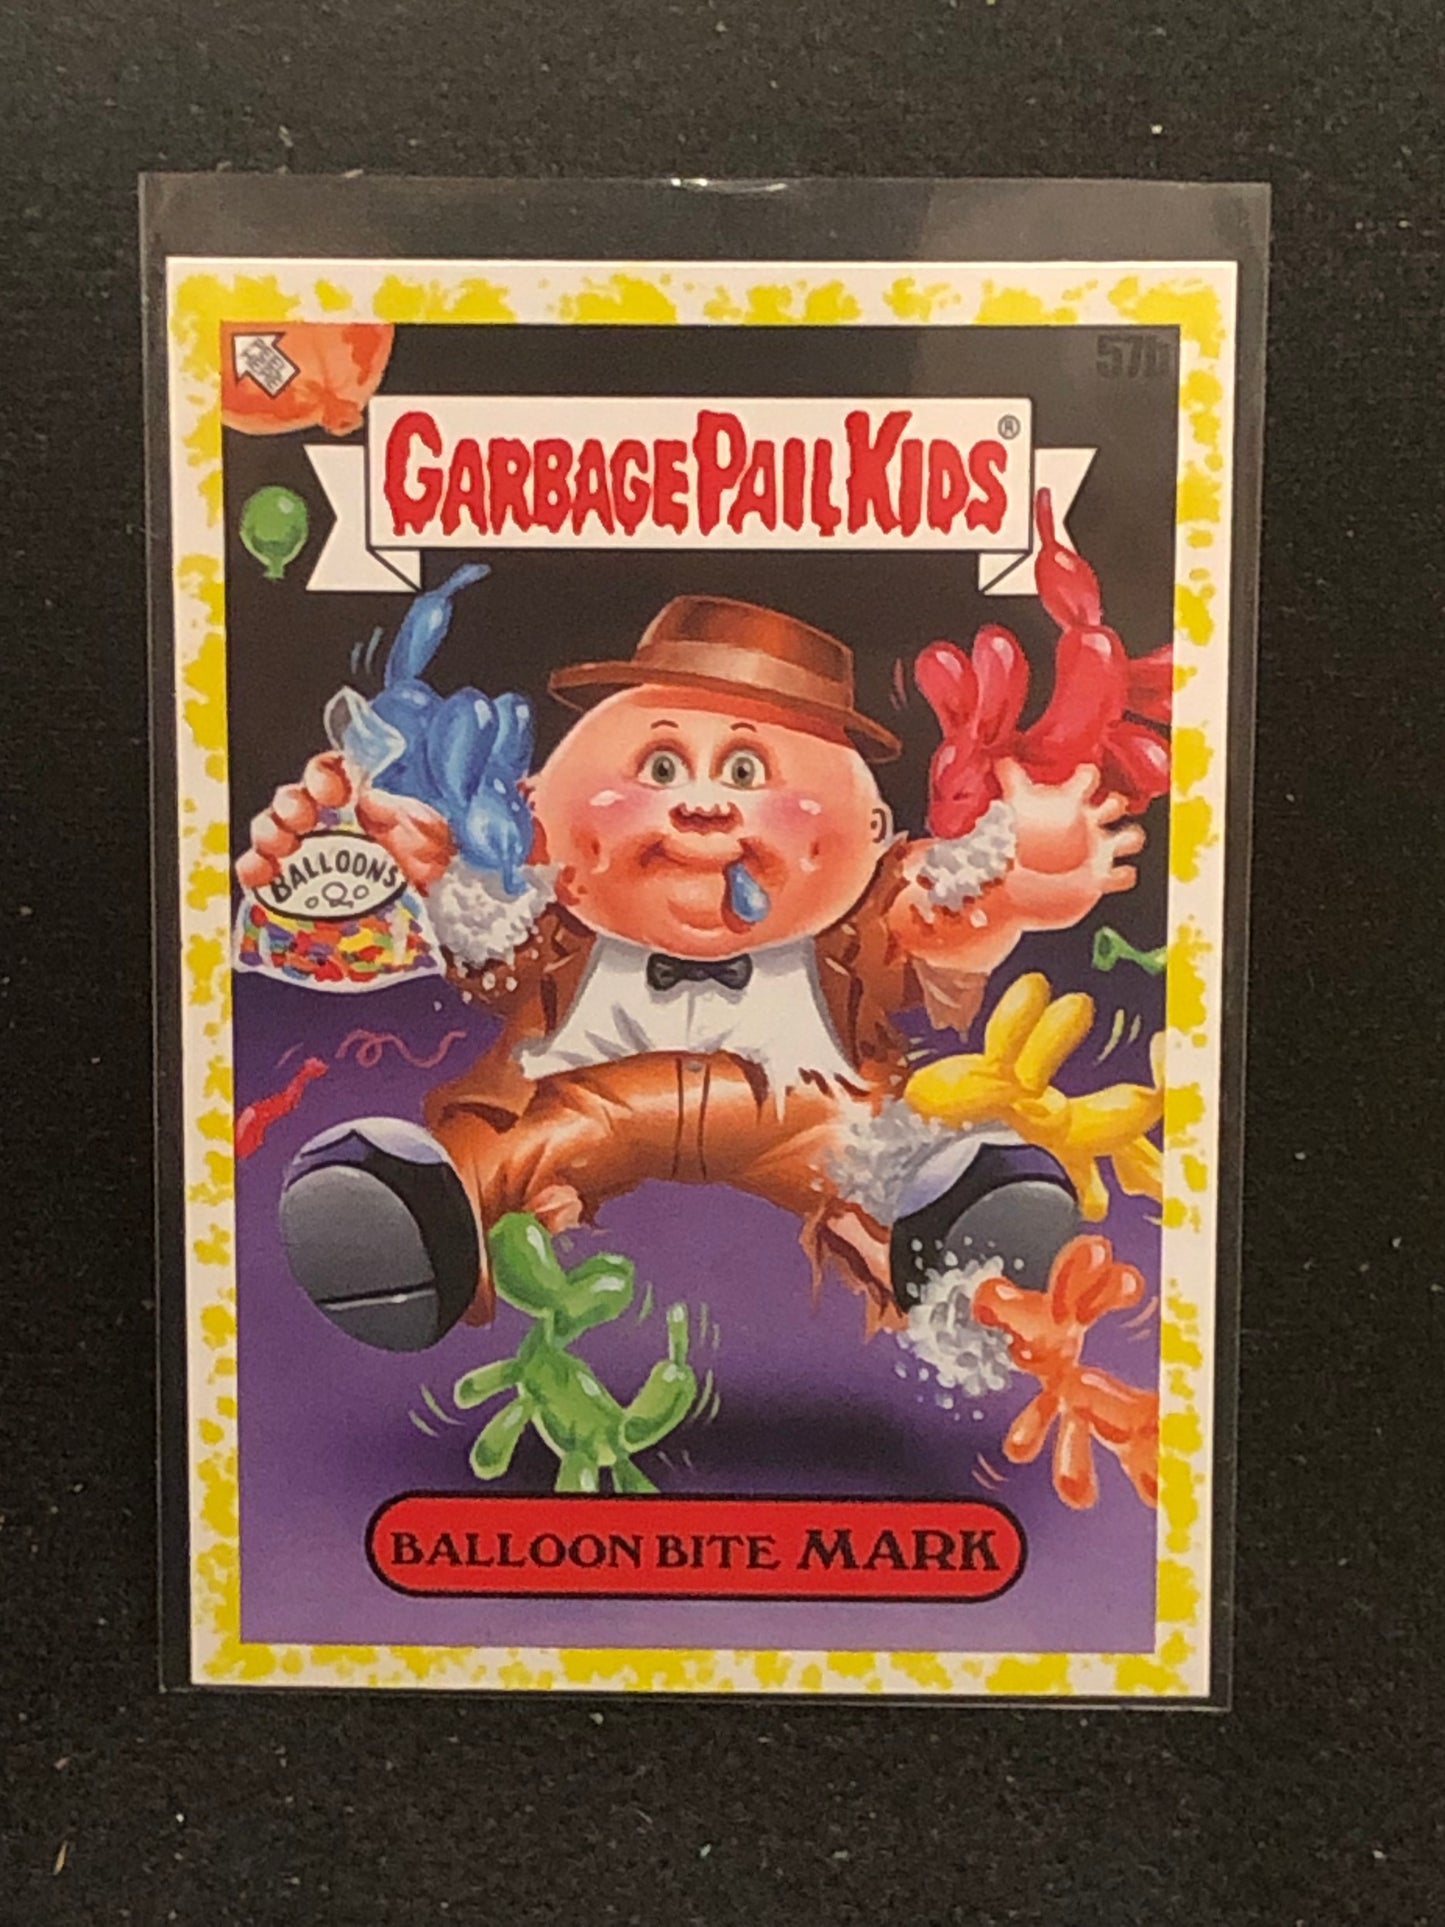 57b
GARBAGE PAIL KIDS®
BALLOONS
BALLOON BITE MARK